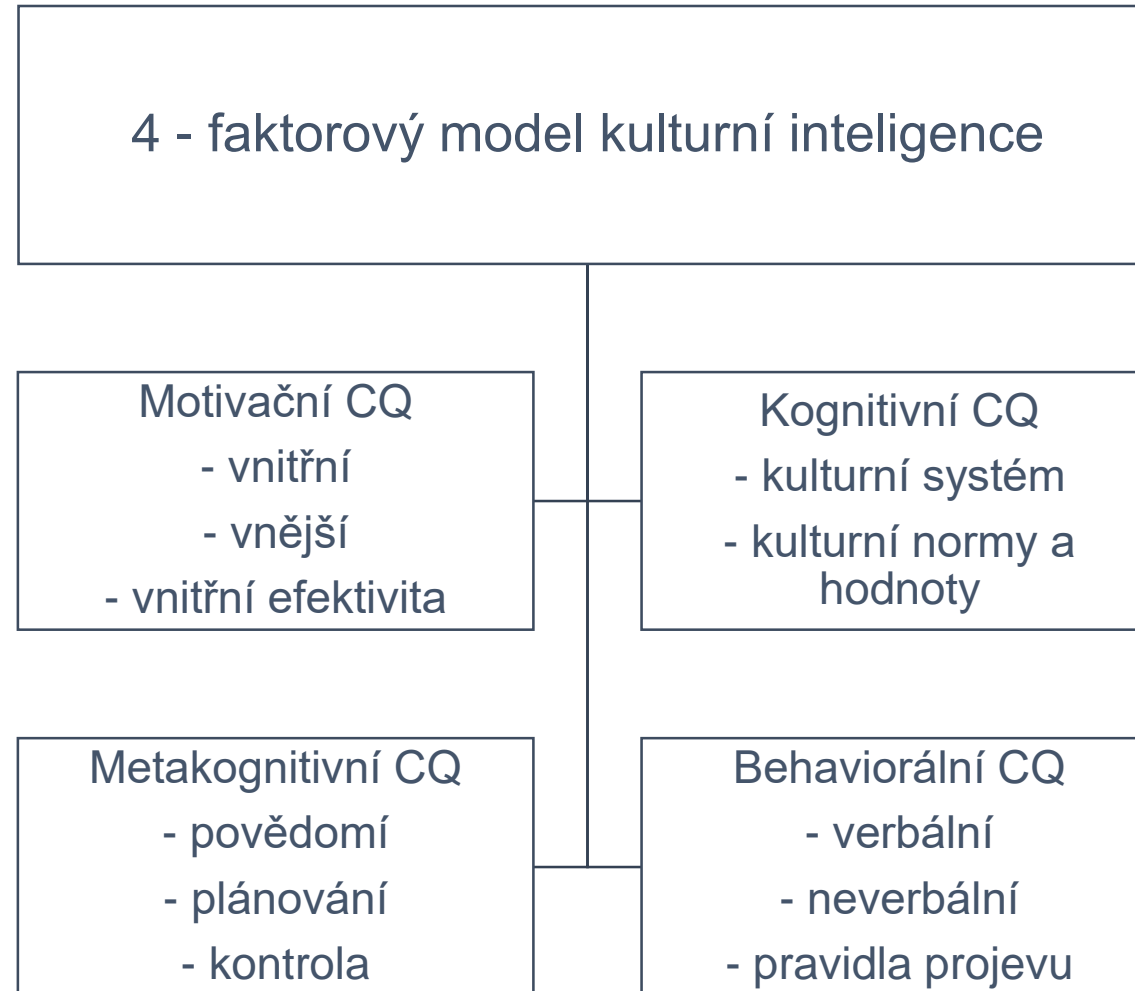 4 - faktorový model kulturní inteligence
Motivační CQ
- vnitřní
- vnější
- vnitřní efektivita
Kognitivní CQ
- kulturní systém
- kulturní normy a
hodnoty
Metakognitivní CQ
- povědomí
- plánování
- kontrola
Behaviorální CQ
- verbální
- neverbální
- pravidla projevu